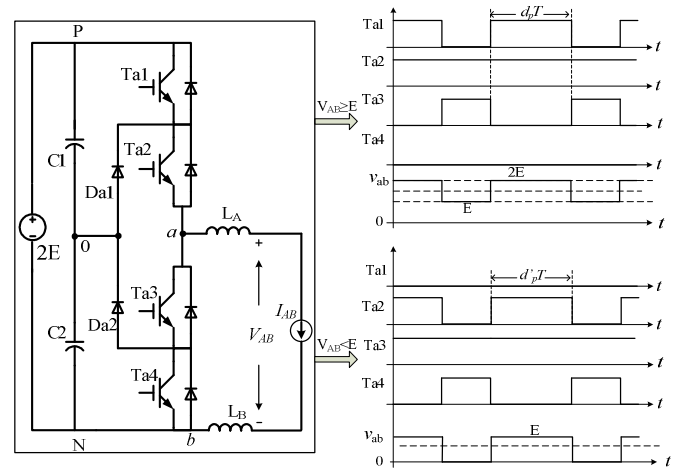 P
Ta1
C1
Ta2
Da1
L_A
a
+
2E
0
I_AB
V_AB
Ta3
C2
Da2
Ta4
L_B
-
N
b
V_AB≥E
V_AB<E
Ta1
d_pT
t
Ta2
t
Ta3
t
Ta4
t
v_ab
2E
E
0
t
Ta1
d'_pT
t
Ta2
t
Ta3
t
Ta4
t
v_ab
E
0
t